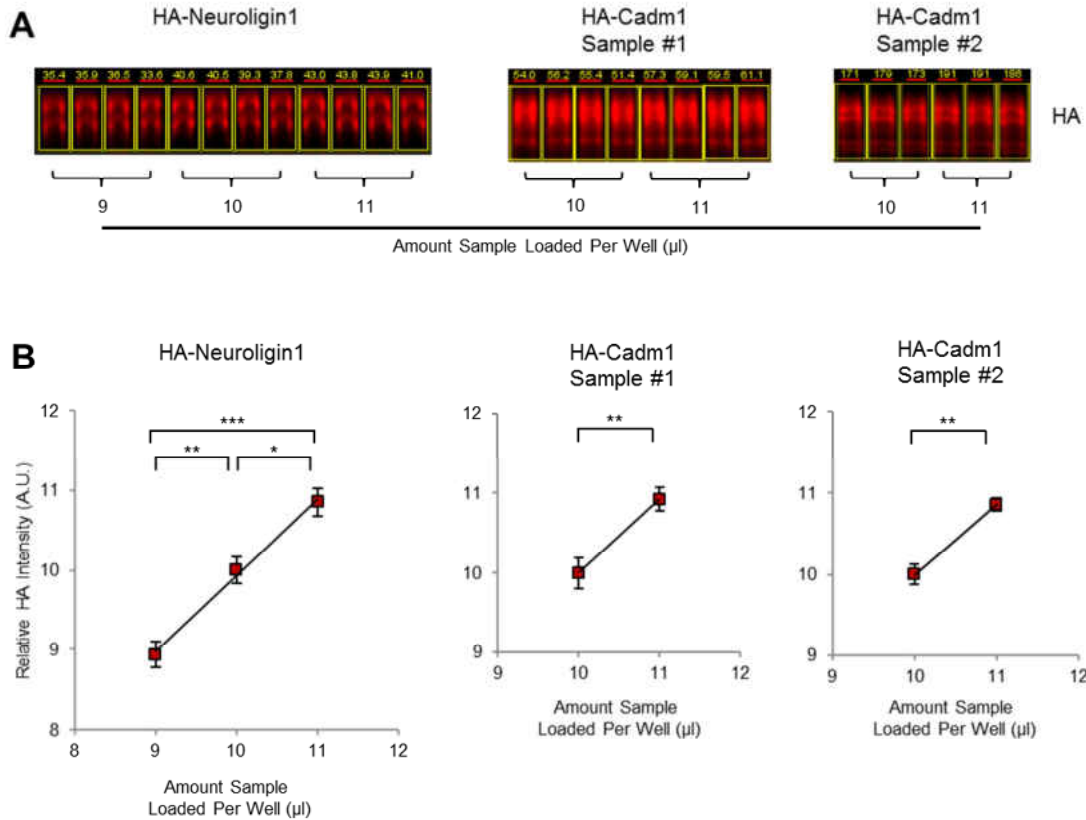 A
HA-Neuroligin1
HA-Cadm1
Sample #1
HA-Cadm1
Sample #2
35.4 35.9 36.5 33.6 40.6 40.5 39.3 37.8 43.0 43.8 43.9 41.0
54.0 56.2 55.4 51.4 57.3 59.1 59.5 61.1
171 179 173 191 191 186
HA
9 10 11
10 11
10 11
Amount Sample Loaded Per Well (µl)
B
HA-Neuroligin1
HA-Cadm1
Sample #1
HA-Cadm1
Sample #2
Relative HA Intensity (A.U.)
12
11
10
9
8
***
** *
8 9 10 11 12
Amount Sample
Loaded Per Well (µl)
12
11
10
9
**
9 10 11 12
Amount Sample
Loaded Per Well (µl)
12
11
10
9
**
9 10 11 12
Amount Sample
Loaded Per Well (µl)